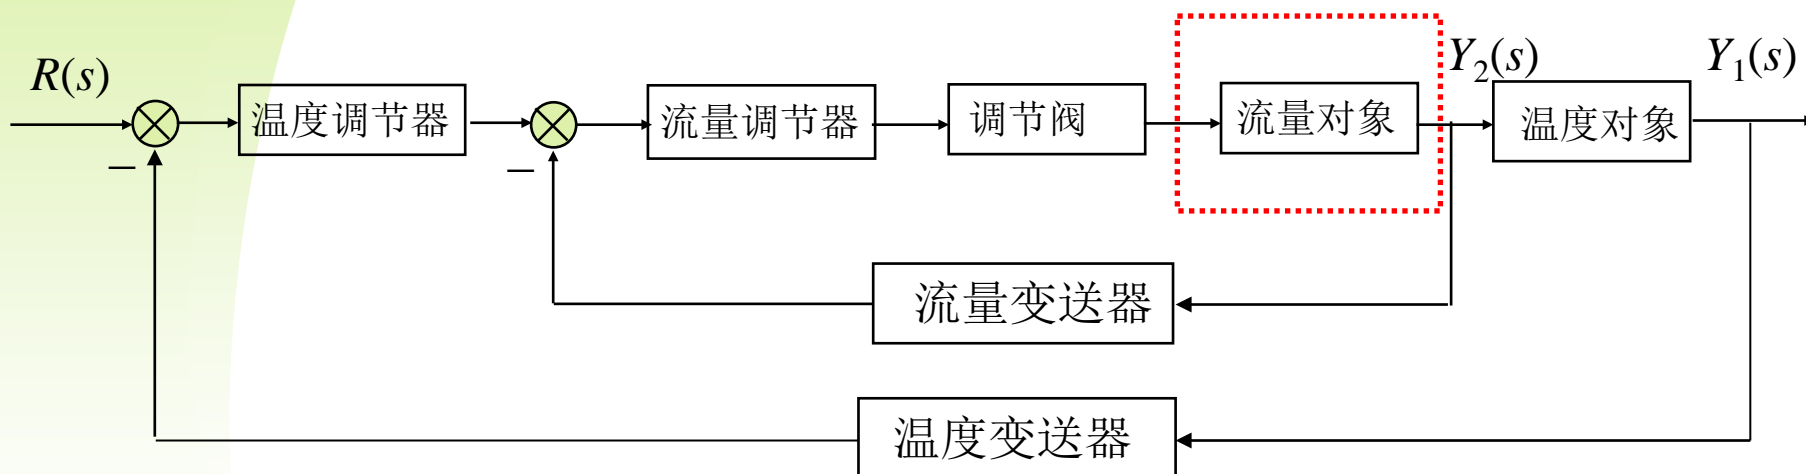 R(s)
温度调节器
流量调节器
调节阀
流量对象
Y₂(s)
温度对象
Y₁(s)
−
−
流量变送器
温度变送器